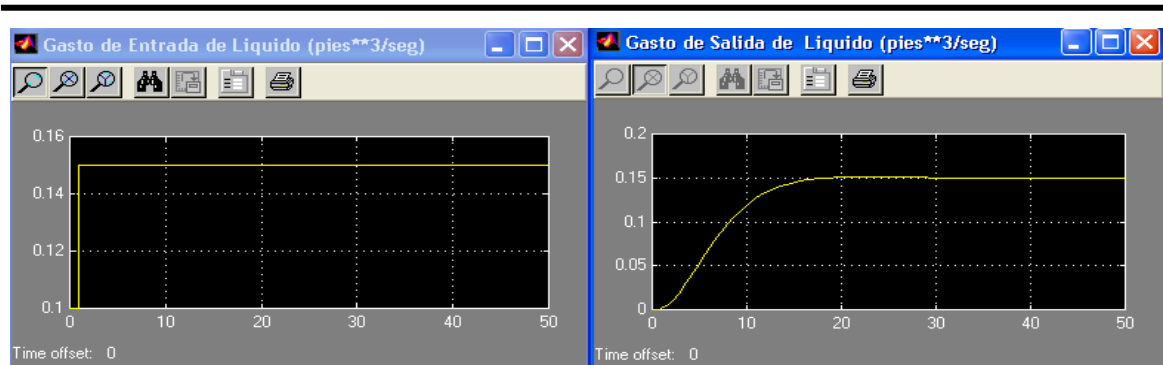 Gasto de Entrada de Liquido (pies**3/seg)
0.16
0.14
0.12
0.1
0 10 20 30 40 50
Time offset: 0
Gasto de Salida de Liquido (pies**3/seg)
0.2
0.15
0.1
0.05
0
0 10 20 30 40 50
Time offset: 0